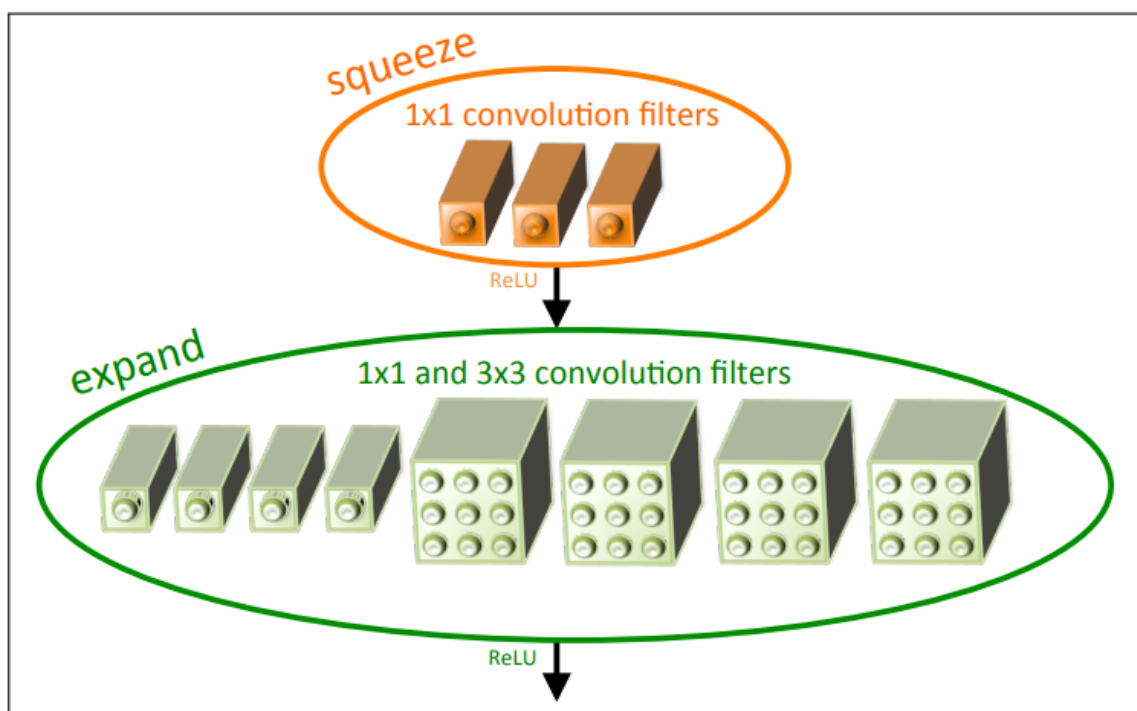 squeeze
1x1 convolution filters
ReLU
expand
1x1 and 3x3 convolution filters
ReLU